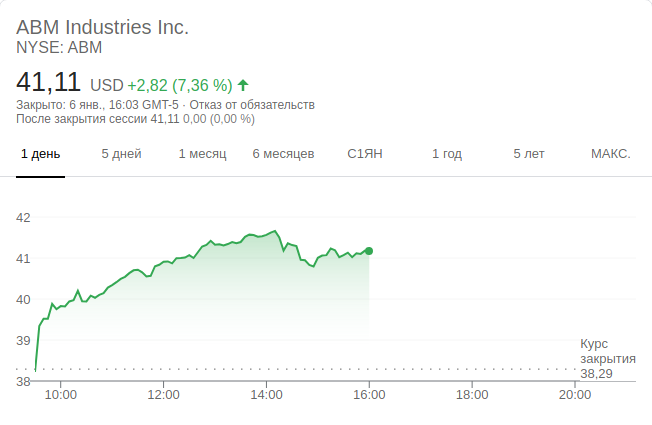 ABM Industries Inc.
NYSE: ABM
41,11 USD +2,82 (7,36 %)
Закрыто: 6 янв., 16:03 GMT-5 · Отказ от обязательств
После закрытия сессии 41,11 0,00 (0,00 %)
1 день 5 дней 1 месяц 6 месяцев С1ЯН 1 год 5 лет МАКС.
42
41
40
39
38
Курс
закрытия
38,29
10:00 12:00 14:00 16:00 18:00 20:00